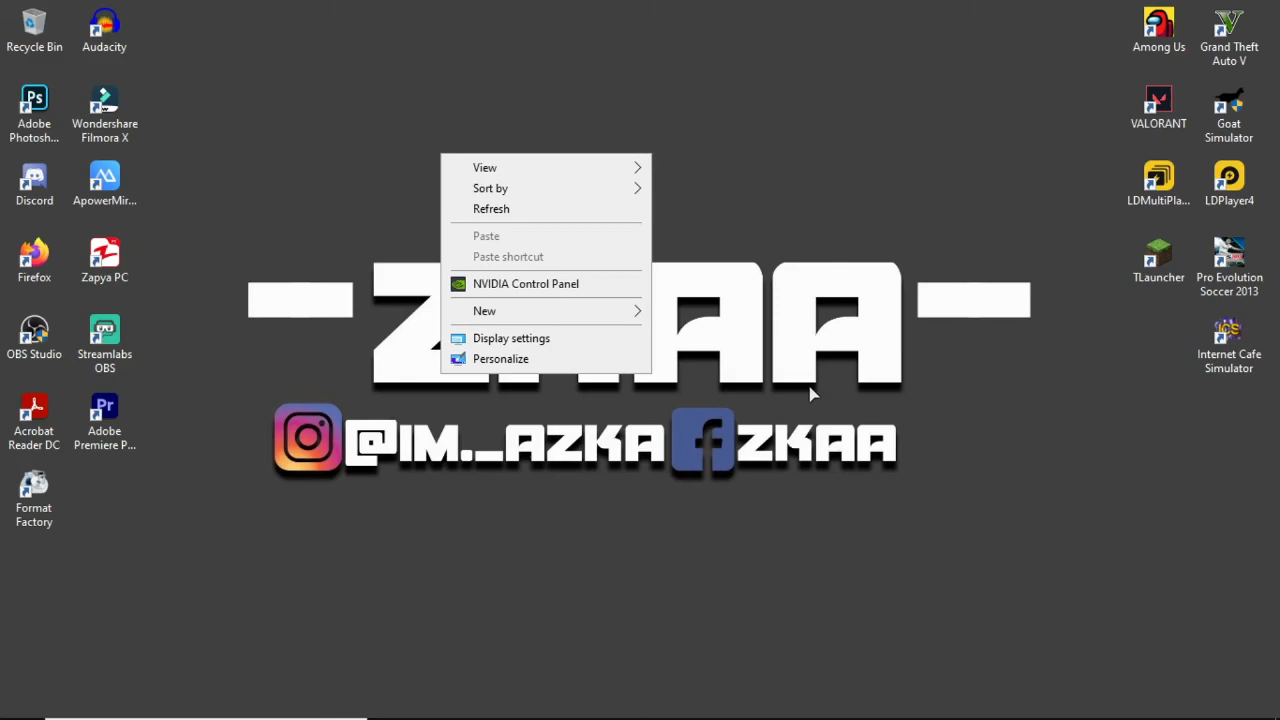 Recycle Bin
Audacity
Adobe
Photosh...
Wondershare
Filmora X
Discord
ApowerMir...
Firefox
Zapya PC
OBS Studio
Streamlabs
OBS
Acrobat
Reader DC
Adobe
Premiere P...
Format
Factory
View
Sort by
Refresh
Paste
Paste shortcut
NVIDIA Control Panel
New
Display settings
Personalize
@IM._AZKA
ZKAA
Among Us
Grand Theft
Auto V
VALORANT
Goat
Simulator
LDMultiPla...
LDPlayer4
TLauncher
Pro Evolution
Soccer 2013
Internet Cafe
Simulator